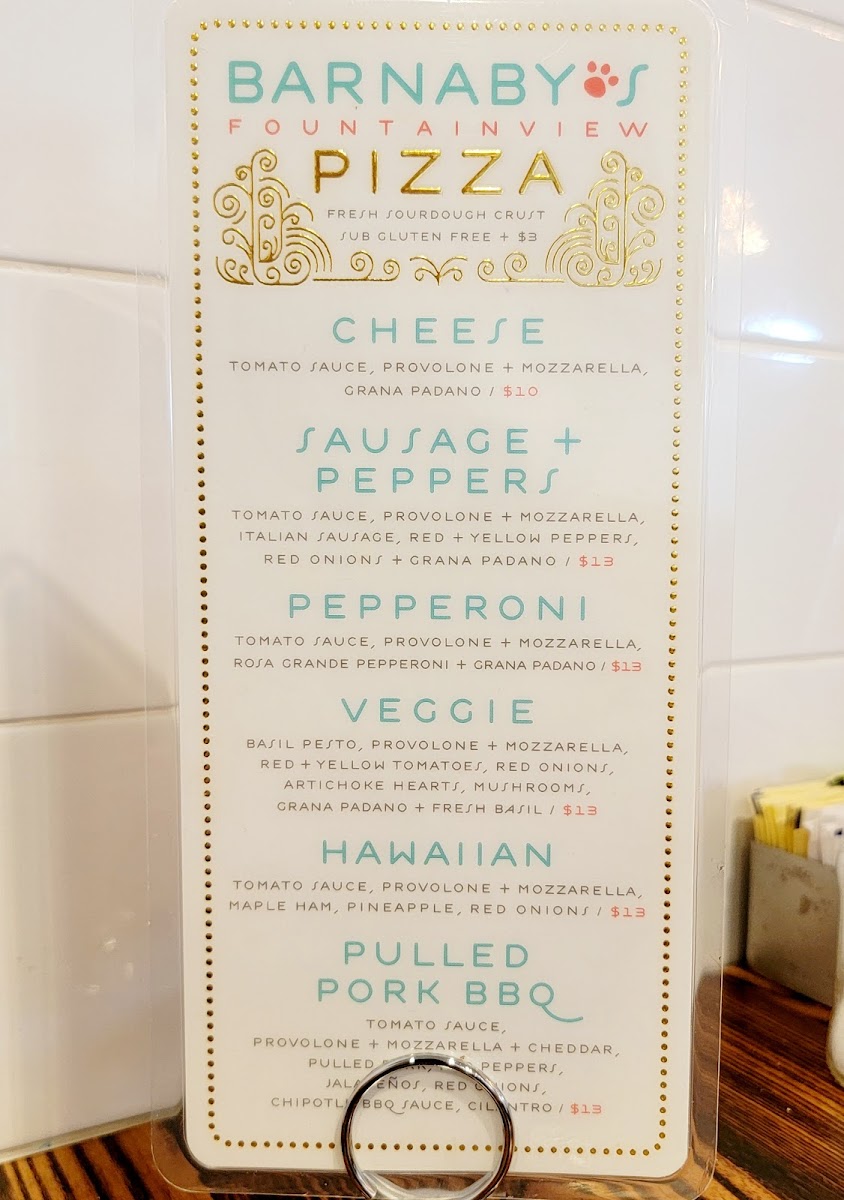 BARNABY'S
FOUNTAINVIEW
PIZZA
FRESH SOURDOUGH CRUST
SUB GLUTEN FREE + $3
CHEESE
TOMATO SAUCE, PROVOLONE + MOZZARELLA,
GRANA PADANO / $10
SAUSAGE +
PEPPERS
TOMATO SAUCE, PROVOLONE + MOZZARELLA,
ITALIAN SAUSAGE, RED + YELLOW PEPPERS,
RED ONIONS + GRANA PADANO / $13
PEPPERONI
TOMATO SAUCE, PROVOLONE + MOZZARELLA,
ROSA GRANDE PEPPERONI + GRANA PADANO / $13
VEGGIE
BASIL PESTO, PROVOLONE + MOZZARELLA,
RED + YELLOW TOMATOES, RED ONIONS,
ARTICHOKE HEARTS, MUSHROOMS,
GRANA PADANO + FRESH BASIL / $13
HAWAIIAN
TOMATO SAUCE, PROVOLONE + MOZZARELLA,
MAPLE HAM, PINEAPPLE, RED ONIONS / $13
PULLED
PORK BBQ
TOMATO SAUCE,
PROVOLONE + MOZZARELLA + CHEDDAR,
PULLED PEPPERS,
JALAPEÑOS, RED ONIONS,
CHIPOTLE BBQ SAUCE, CILANTRO / $13